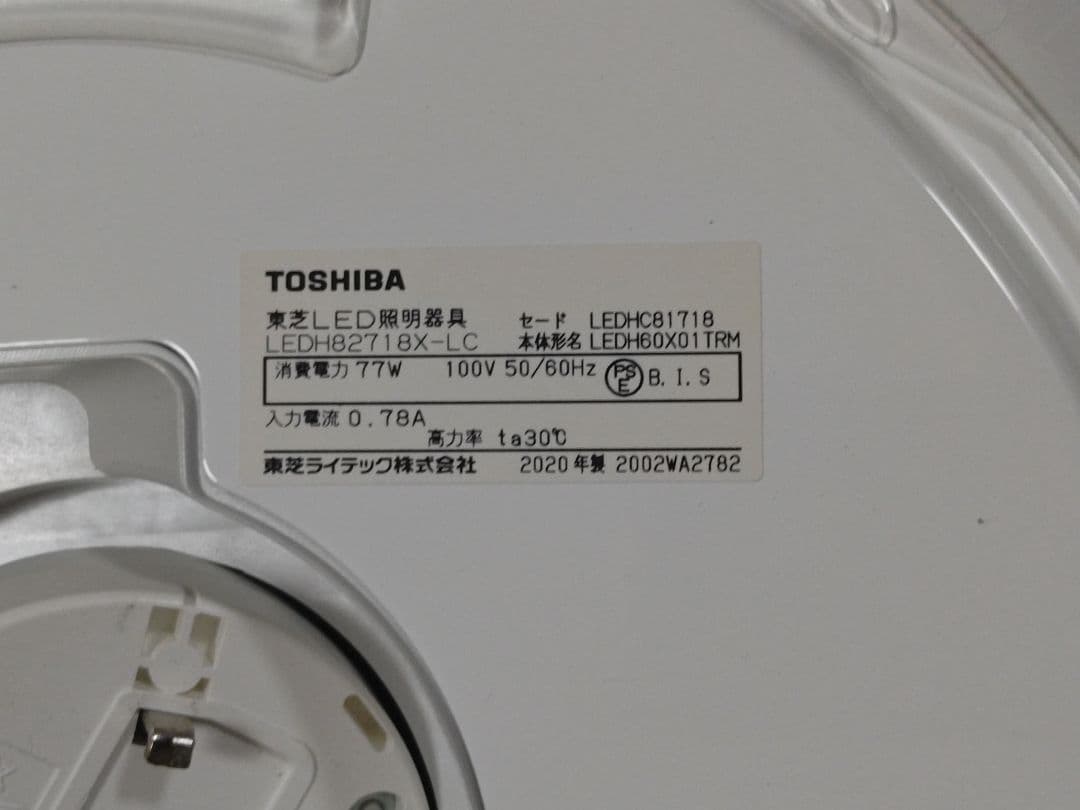 TOSHIBA
東芝LED照明器具 セード LEDHC81718
LEDH82718X-LC 本体形名 LEDH60X01TRM
消費電力 77W 100V 50/60Hz PSE B.I.S
入力電流 0.78A
高力率 ta30℃
東芝ライテック株式会社 2020年製 2002WA2782